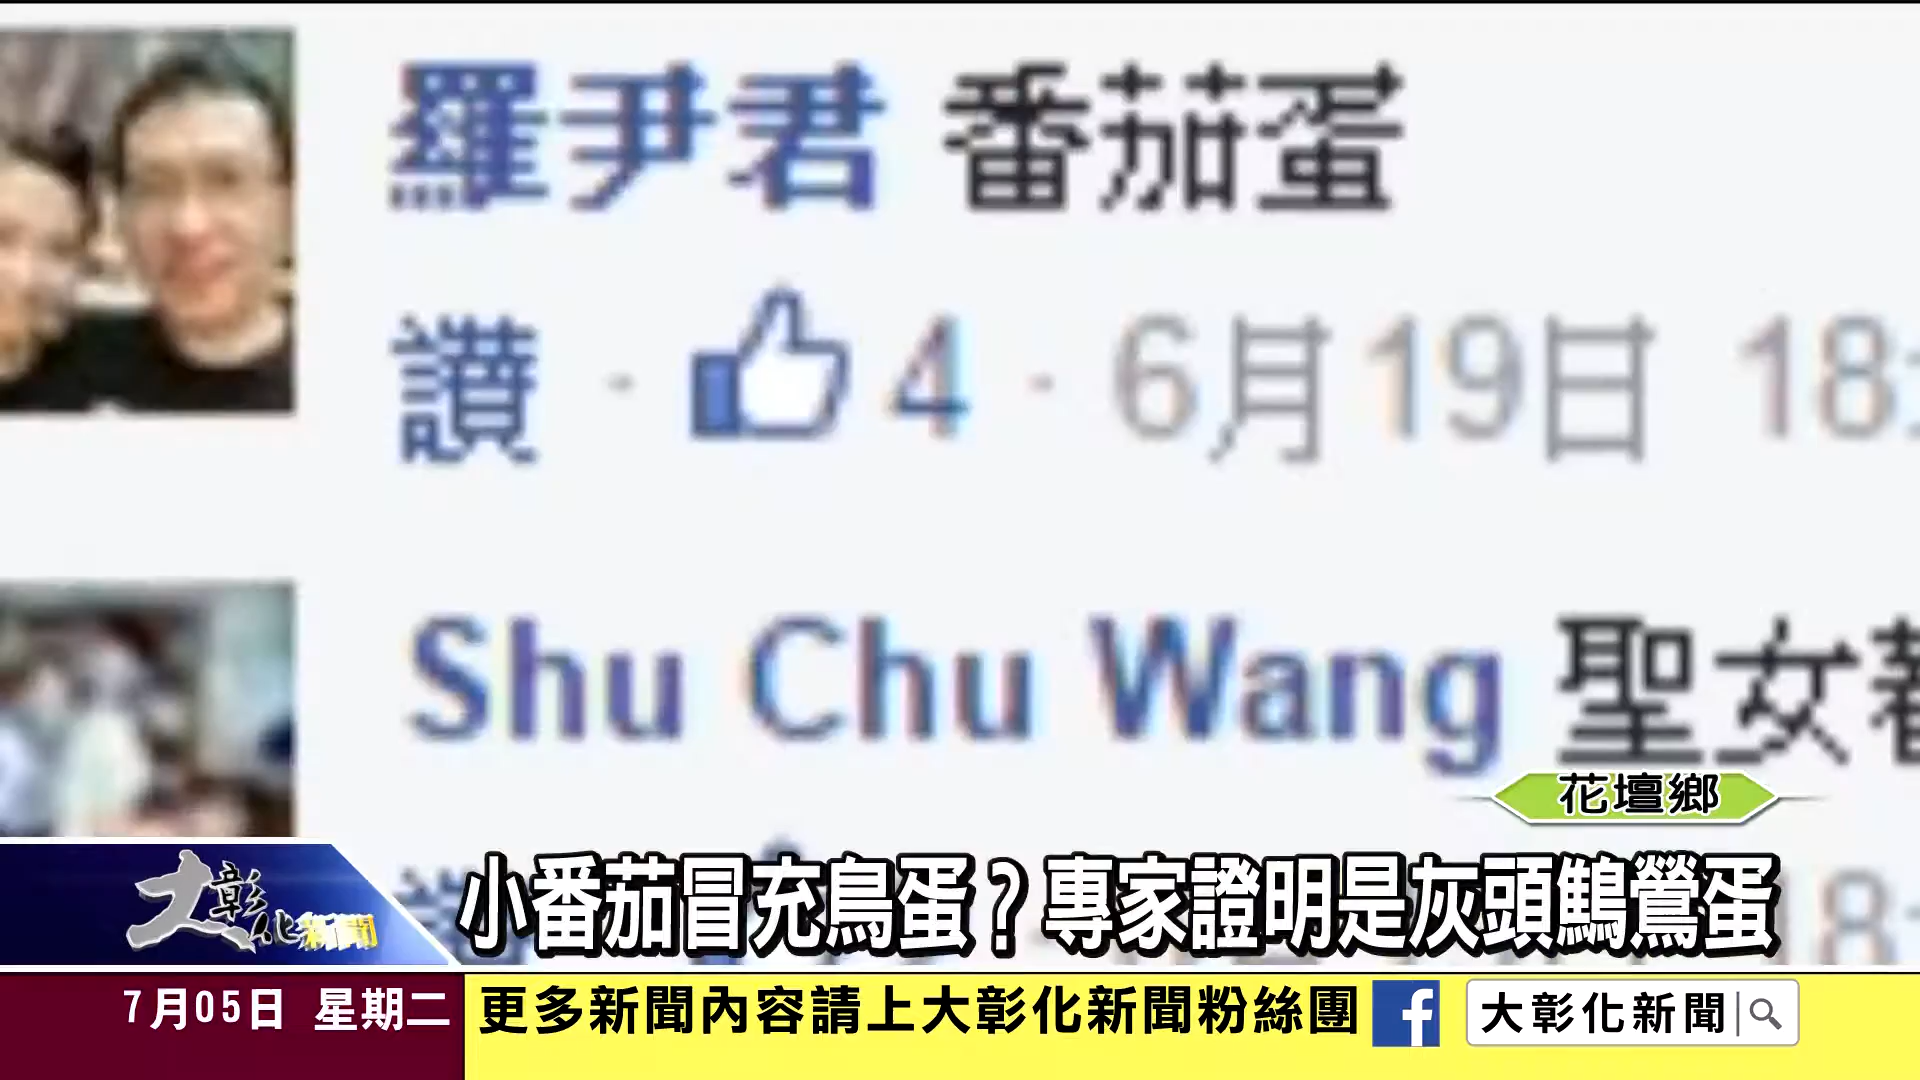 羅尹君 番茄蛋
讚 · 4 · 6月19日 18:
Shu Chu Wang 聖女
花壇鄉
大彰化新聞
小番茄冒充鳥蛋？專家證明是灰頭鷦鶯蛋
7月05日 星期二
更多新聞內容請上大彰化新聞粉絲團 f 大彰化新聞